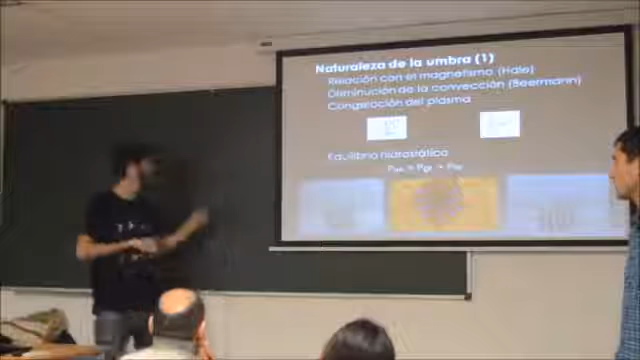 Naturaleza de la umbra (1)
Relación con el magnetismo (Hale)
Disminución de la convección (Beermann)
Congelación del plasma
Equilibrio hidrostático